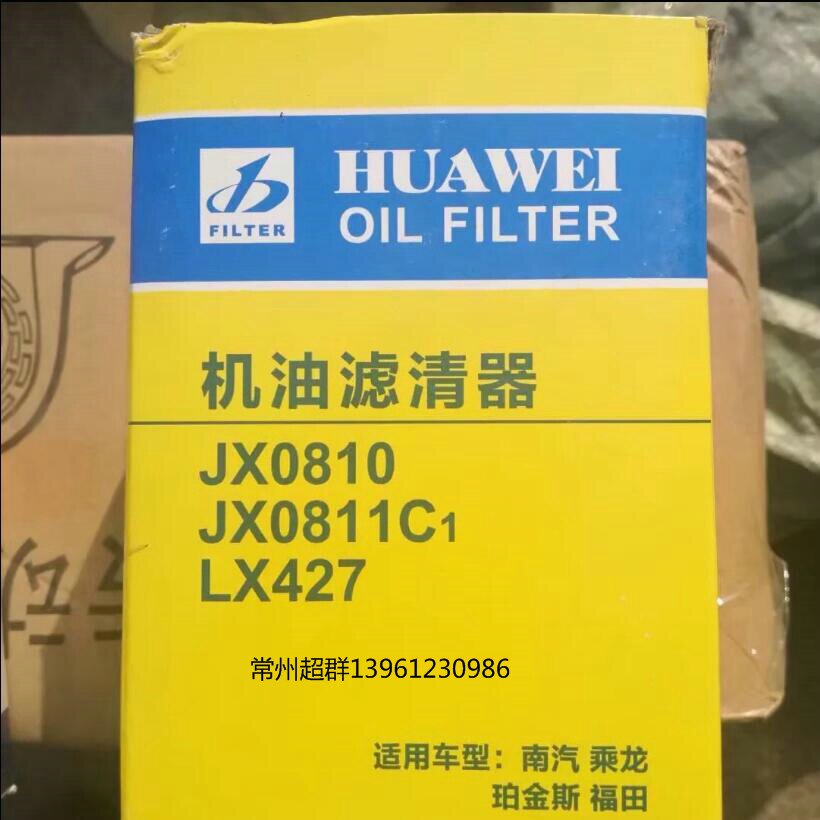 HUAWEI
FILTER
OIL FILTER
机油滤清器
JX0810
JX0811C1
LX427
常州超群13961230986
适用车型：南汽 乘龙
珀金斯 福田